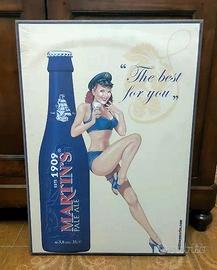 “The best
for you„
EST 1909
MARTIN'S
PALE ALE